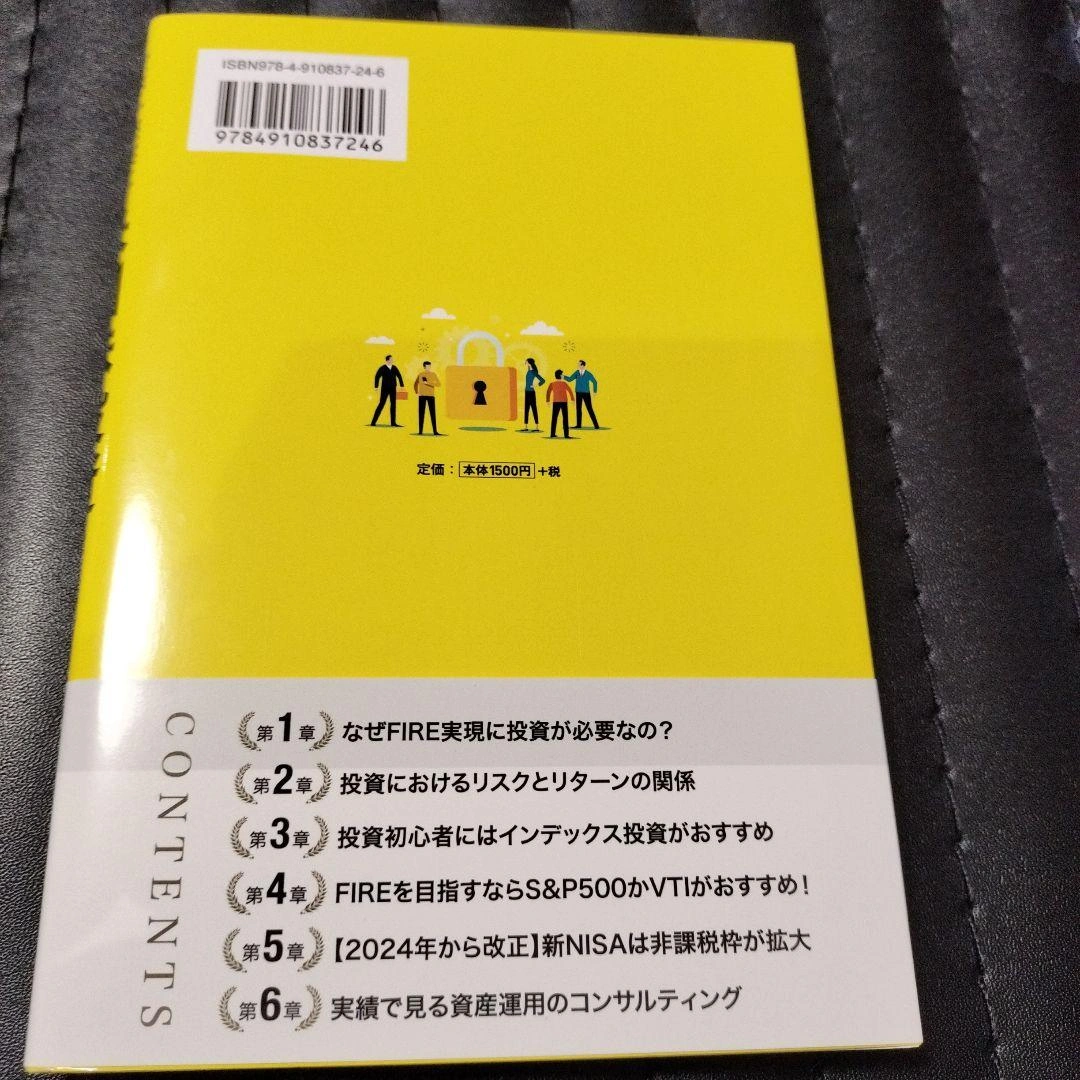 ISBN978-4-910837-24-6
9784910837246
定価：本体1500円+税
CONTENTS
第1章 なぜFIRE実現に投資が必要なの？
第2章 投資におけるリスクとリターンの関係
第3章 投資初心者にはインデックス投資がおすすめ
第4章 FIREを目指すならS&P500かVTIがおすすめ！
第5章 【2024年から改正】新NISAは非課税枠が拡大
第6章 実績で見る資産運用のコンサルティング